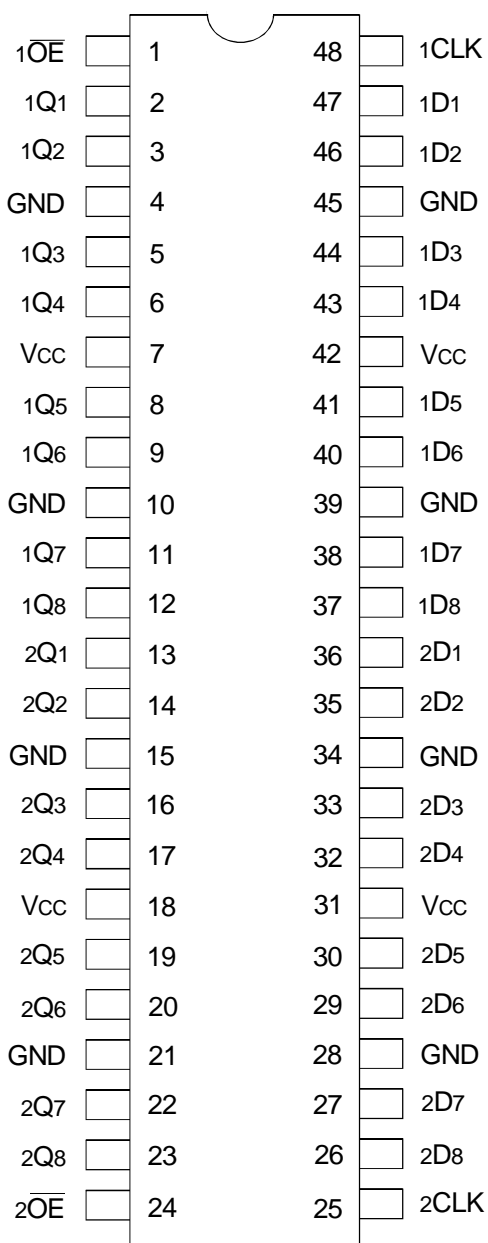 1O̅E̅ 1 48 1CLK
1Q1 2 47 1D1
1Q2 3 46 1D2
GND 4 45 GND
1Q3 5 44 1D3
1Q4 6 43 1D4
VCC 7 42 VCC
1Q5 8 41 1D5
1Q6 9 40 1D6
GND 10 39 GND
1Q7 11 38 1D7
1Q8 12 37 1D8
2Q1 13 36 2D1
2Q2 14 35 2D2
GND 15 34 GND
2Q3 16 33 2D3
2Q4 17 32 2D4
VCC 18 31 VCC
2Q5 19 30 2D5
2Q6 20 29 2D6
GND 21 28 GND
2Q7 22 27 2D7
2Q8 23 26 2D8
2O̅E̅ 24 25 2CLK